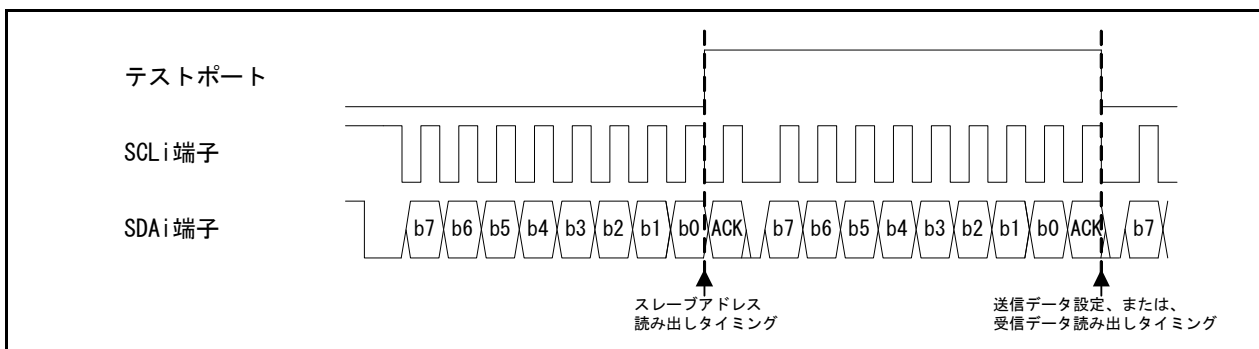 テストポート
SCLi端子
SDAi端子
b7 b6 b5 b4 b3 b2 b1 b0 ACK b7 b6 b5 b4 b3 b2 b1 b0 ACK b7
スレーブアドレス
読み出しタイミング
送信データ設定、または、
受信データ読み出しタイミング